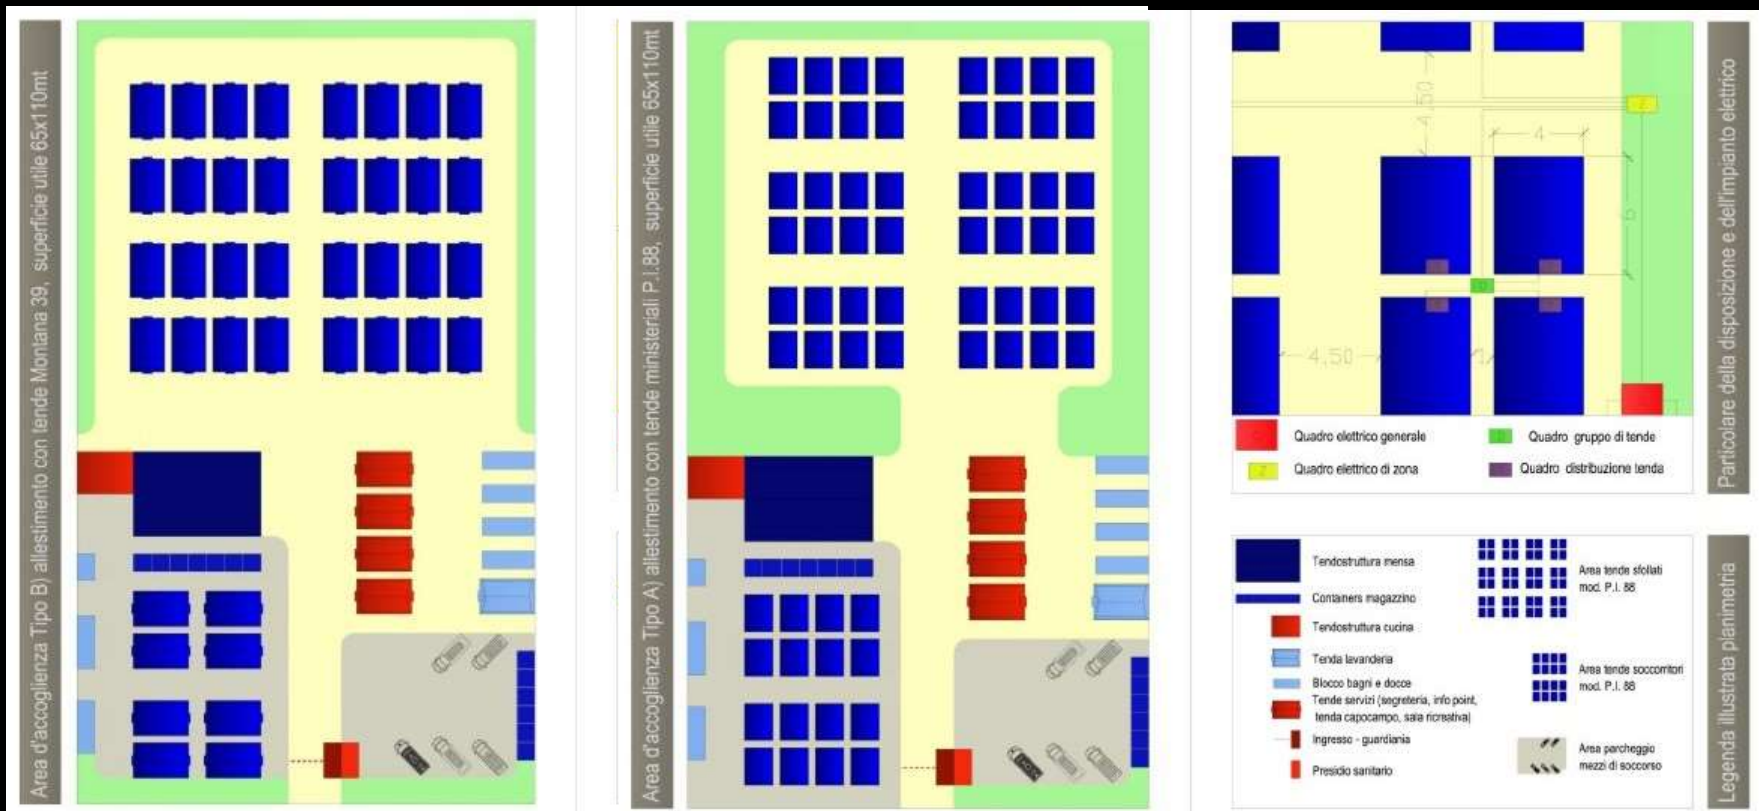 Area d'accoglienza Tipo B) allestimento con tende Montana 39, superficie utile 65x110mt
Area d'accoglienza Tipo A) allestimento con tende ministeriali P.I.88, superficie utile 65x110mt
4,50
Z
4
6
4,50
1
Quadro elettrico generale
Quadro gruppo di tende
Z
Quadro elettrico di zona
Quadro distribuzione tenda
Particolare della disposizione e dell'impianto elettrico
Tendostruttura mensa
Containers magazzino
Tendostruttura cucina
Tenda lavanderia
Blocco bagni e docce
Tende servizi (segreteria, info point,
tenda capocampo, sala ricreativa)
Ingresso - guardiania
Presidio sanitario
Area tende sfollati
mod. P.I. 88
Area tende soccorritori
mod. P.I. 88
Area parcheggio
mezzi di soccorso
Legenda illustrata planimetria